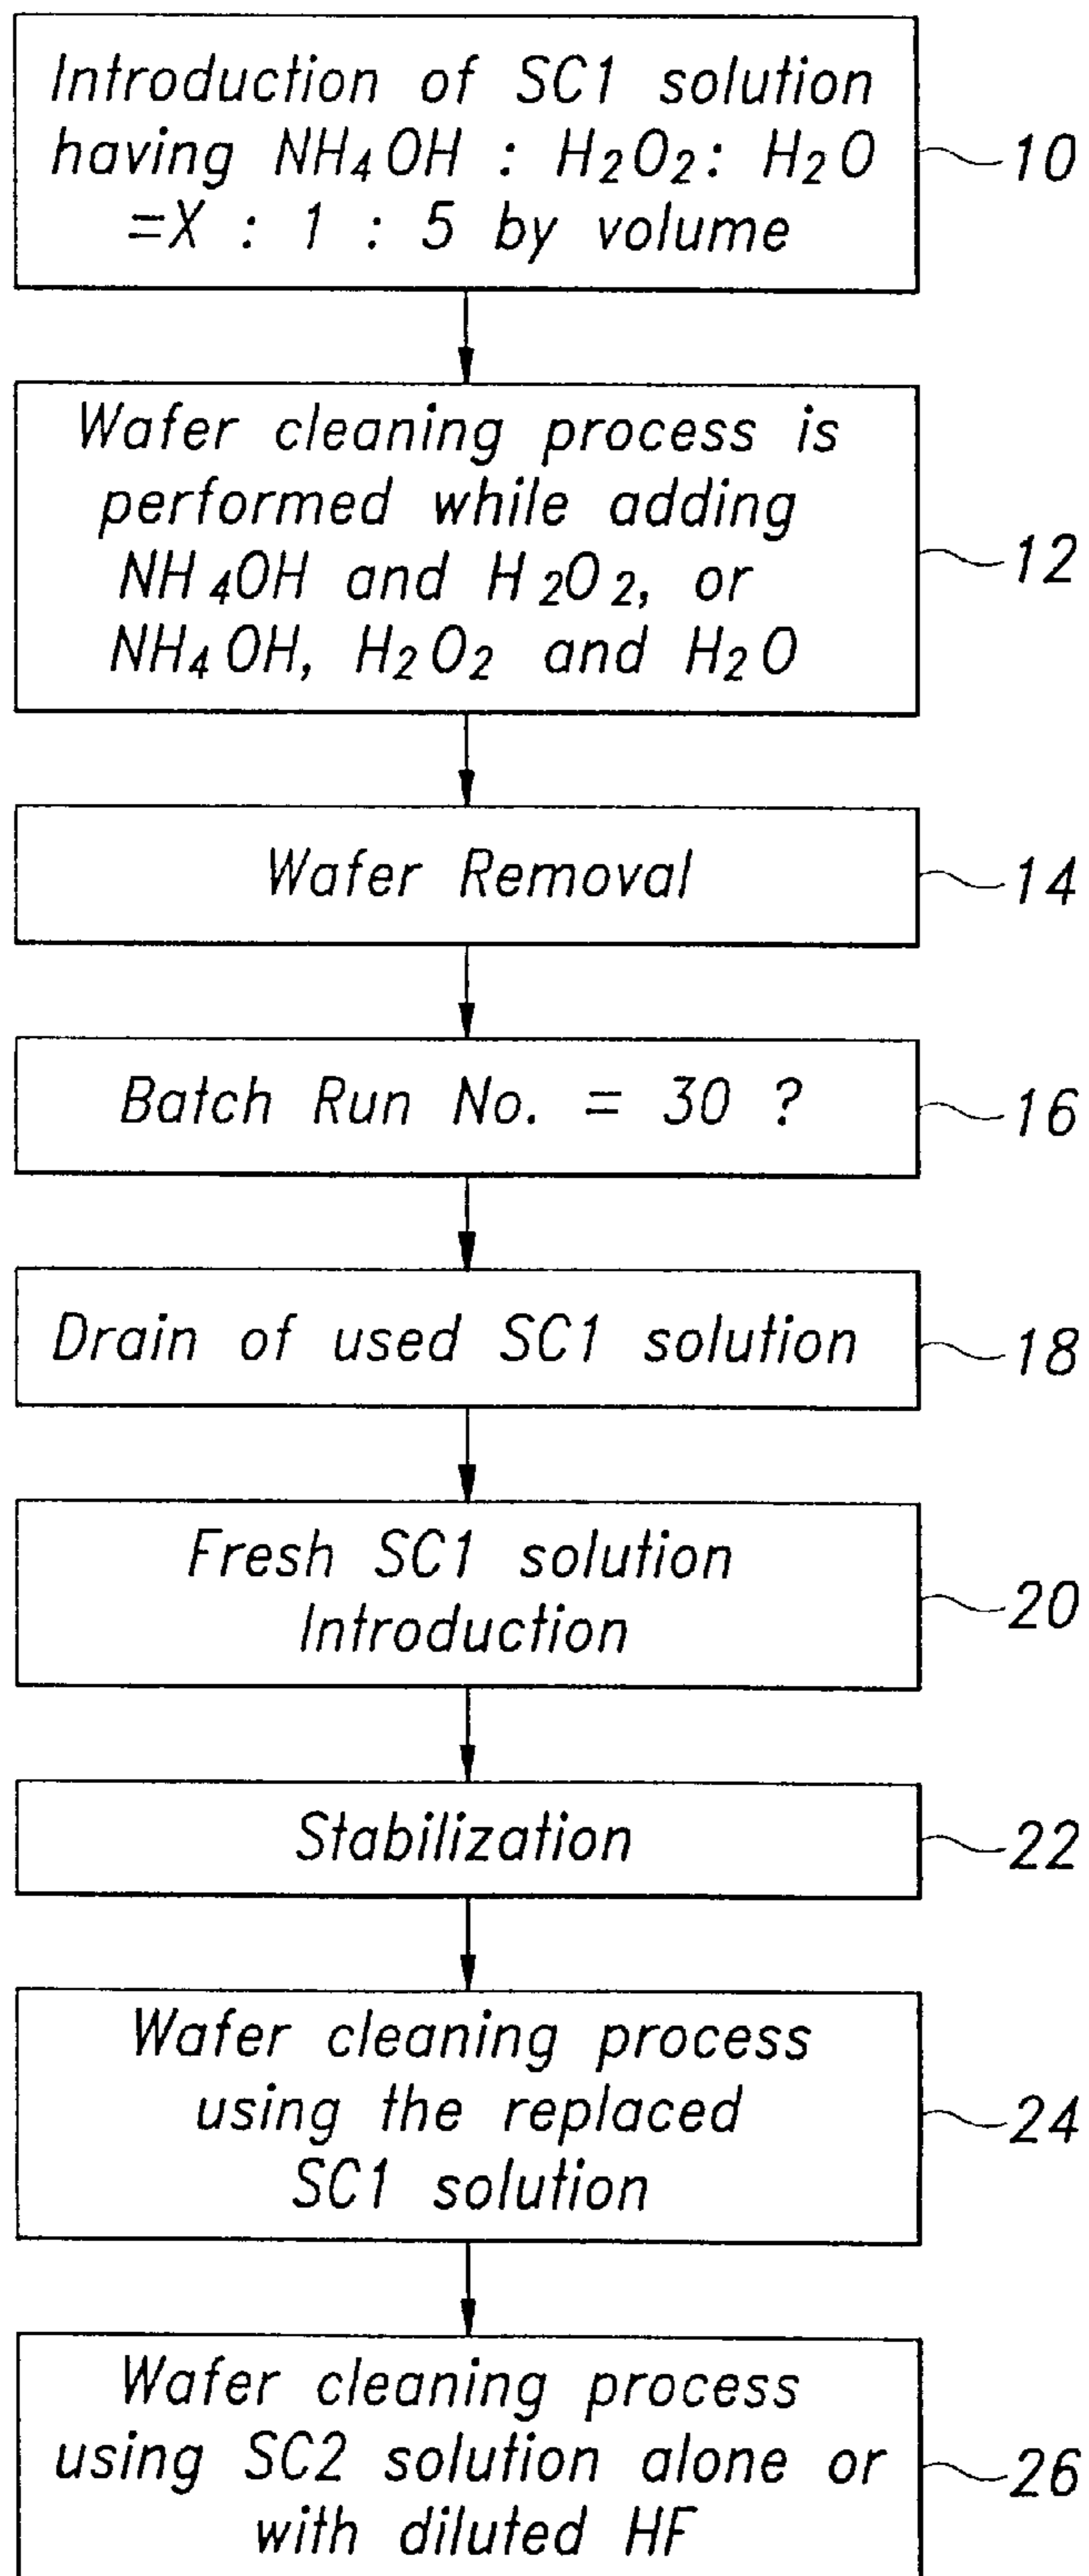 Introduction of SC1 solution
having NH₄OH : H₂O₂: H₂O
=X : 1 : 5 by volume
10
Wafer cleaning process is
performed while adding
NH₄OH and H₂O₂, or
NH₄OH, H₂O₂ and H₂O
12
Wafer Removal
14
Batch Run No. = 30 ?
16
Drain of used SC1 solution
18
Fresh SC1 solution
Introduction
20
Stabilization
22
Wafer cleaning process
using the replaced
SC1 solution
24
Wafer cleaning process
using SC2 solution alone or
with diluted HF
26